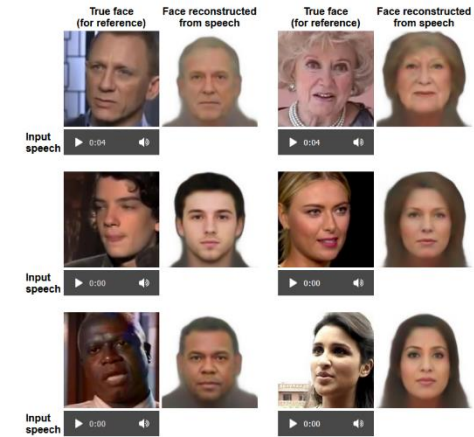 True face
(for reference)
Face reconstructed
from speech
True face
(for reference)
Face reconstructed
from speech
Input
speech
0:04
0:04
Input
speech
0:00
0:00
Input
speech
0:00
0:00